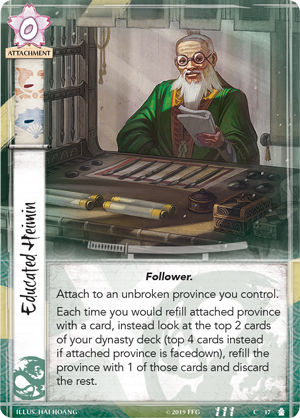 0
ATTACHMENT
Educated Heimin
Follower.
Attach to an unbroken province you control.
Each time you would refill attached province
with a card, instead look at the top 2 cards
of your dynasty deck (top 4 cards instead
if attached province is facedown), refill the
province with 1 of those cards and discard
the rest.
ILLUS. HAI HOANG
© 2019 FFG
C 17